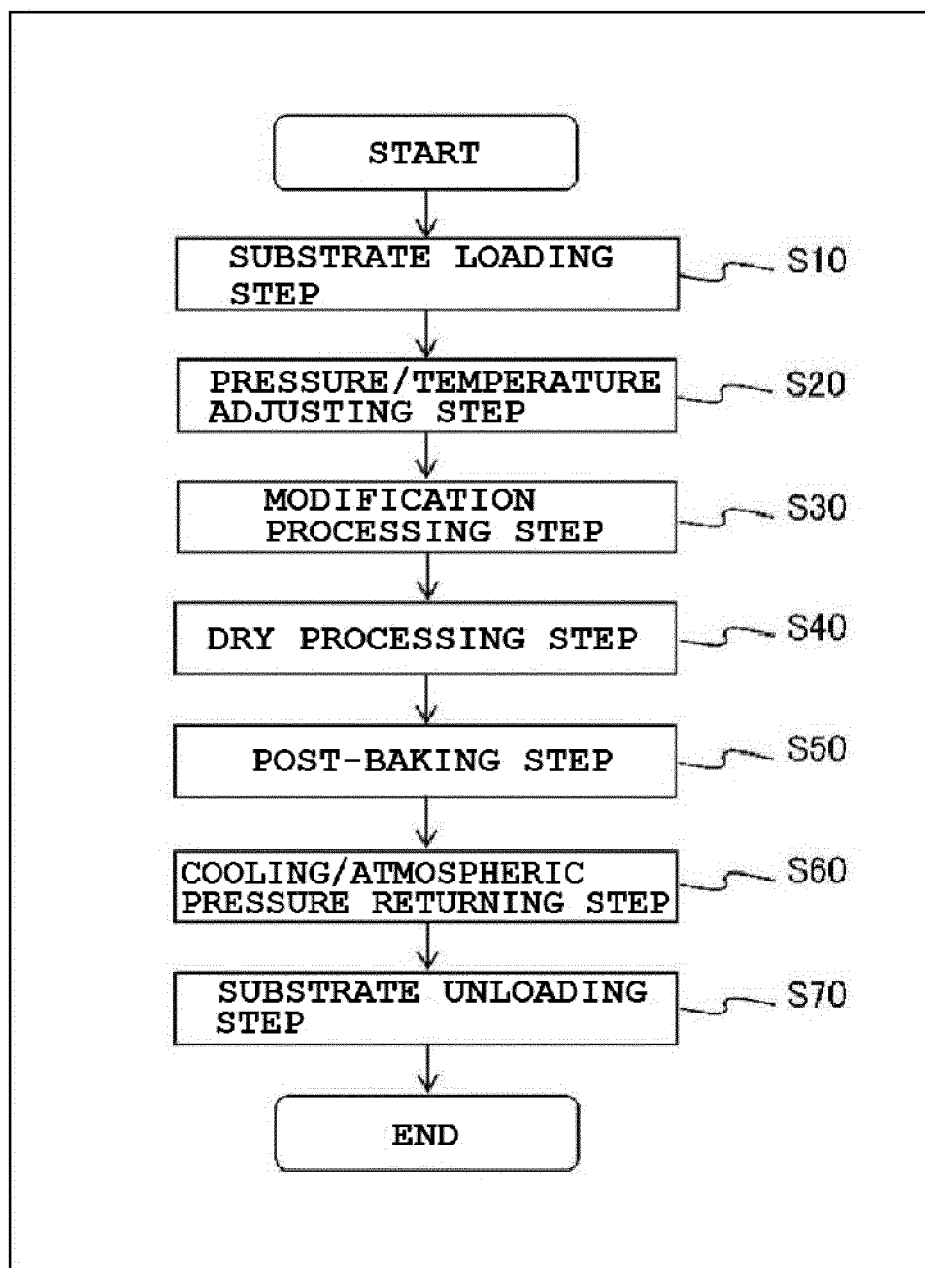 START
SUBSTRATE LOADING
STEP
S10
PRESSURE/TEMPERATURE
ADJUSTING STEP
S20
MODIFICATION
PROCESSING STEP
S30
DRY PROCESSING STEP
S40
POST-BAKING STEP
S50
COOLING/ATMOSPHERIC
PRESSURE RETURNING STEP
S60
SUBSTRATE UNLOADING
STEP
S70
END